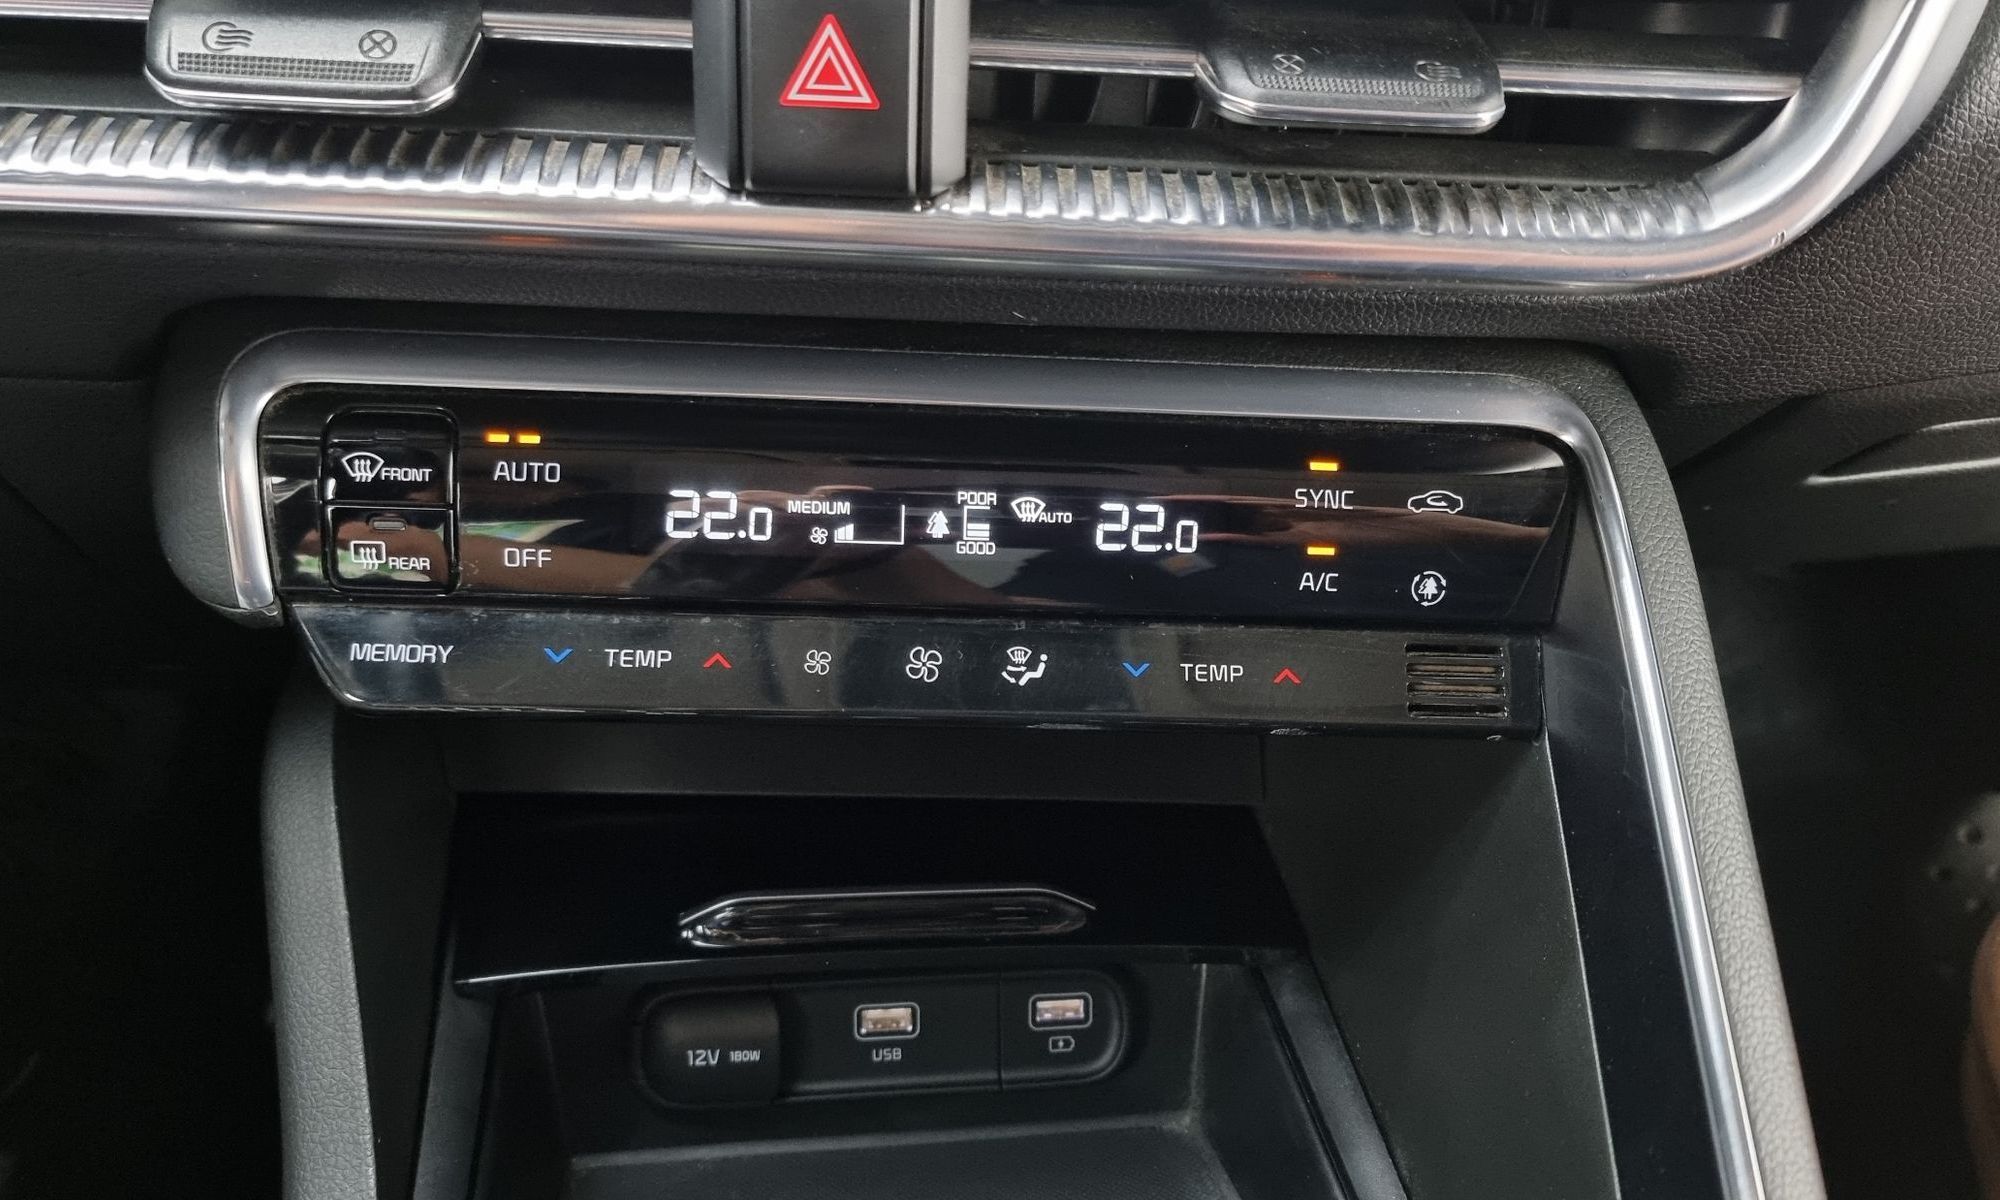 FRONT
AUTO
REAR
OFF
22.0
MEDIUM
POOR
GOOD
AUTO
22.0
SYNC
A/C
MEMORY
TEMP
TEMP
12V 180W
USB